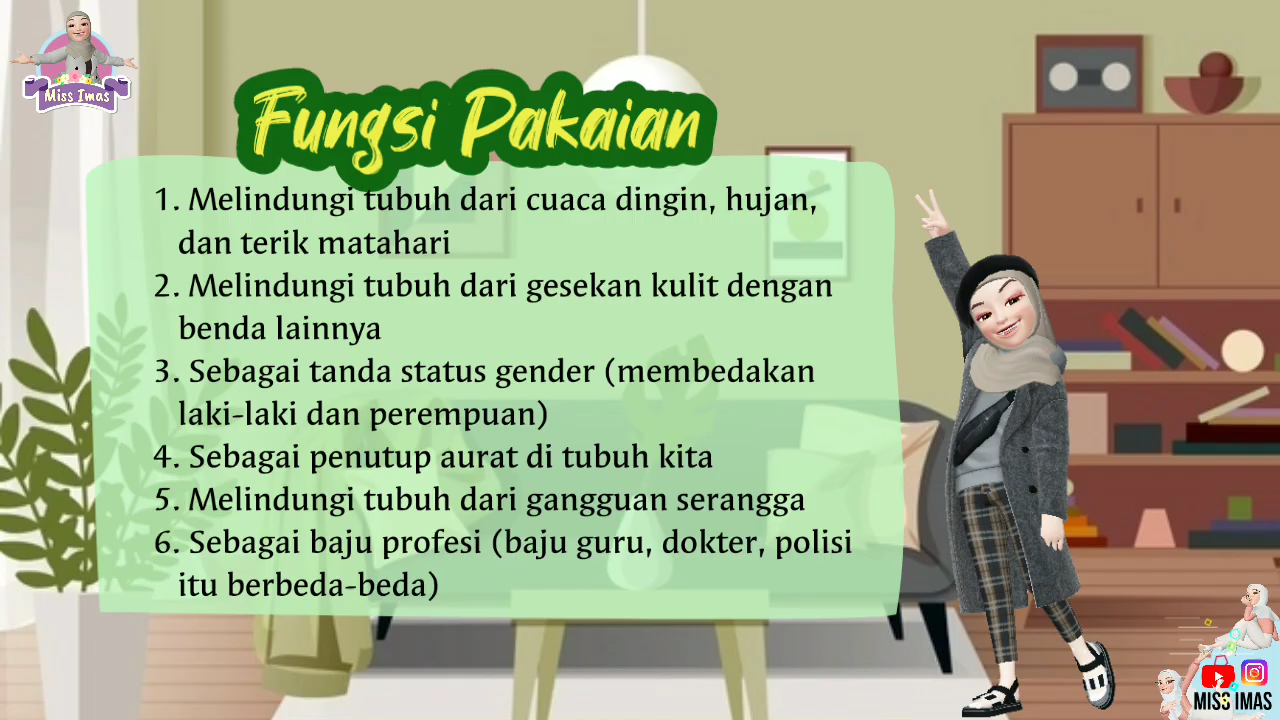 Miss Imas
Fungsi Pakaian
1. Melindungi tubuh dari cuaca dingin, hujan,
dan terik matahari
2. Melindungi tubuh dari gesekan kulit dengan
benda lainnya
3. Sebagai tanda status gender (membedakan
laki-laki dan perempuan)
4. Sebagai penutup aurat di tubuh kita
5. Melindungi tubuh dari gangguan serangga
6. Sebagai baju profesi (baju guru, dokter, polisi
itu berbeda-beda)
MISS IMAS